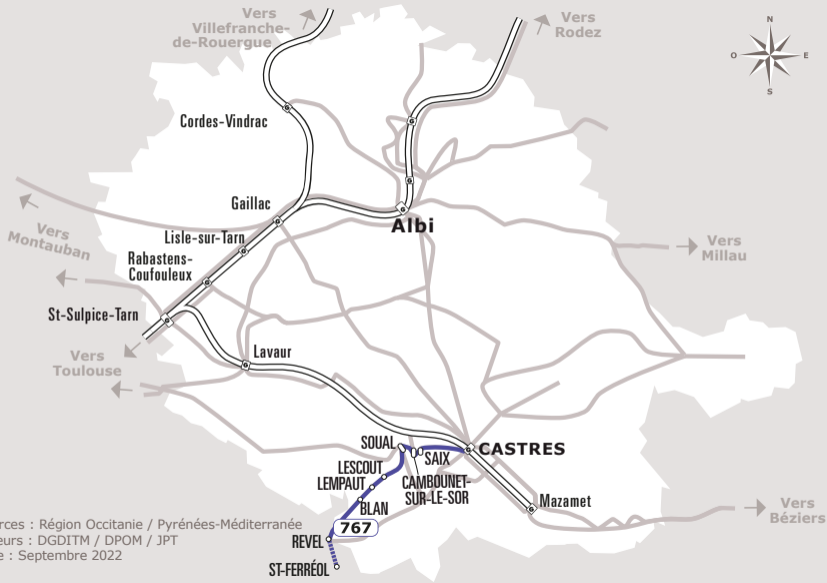 Vers
Villefranche-
de-Rouergue
Vers
Rodez
N
O
E
S
Cordes-Vindrac
Gaillac
Albi
Vers
Montauban
Lisle-sur-Tarn
Rabastens-
Coufouleux
Vers
Millau
St-Sulpice-Tarn
Vers
Toulouse
Lavaur
SOUAL
SAIX
CASTRES
LESCOUT
LEMPAUT
CAMBOUNET-
SUR-LE-SOR
BLAN
Mazamet
767
Vers
Béziers
REVEL
ST-FERRÉOL
rces : Région Occitanie / Pyrénées-Méditerranée
eurs : DGDITM / DPOM / JPT
e : Septembre 2022